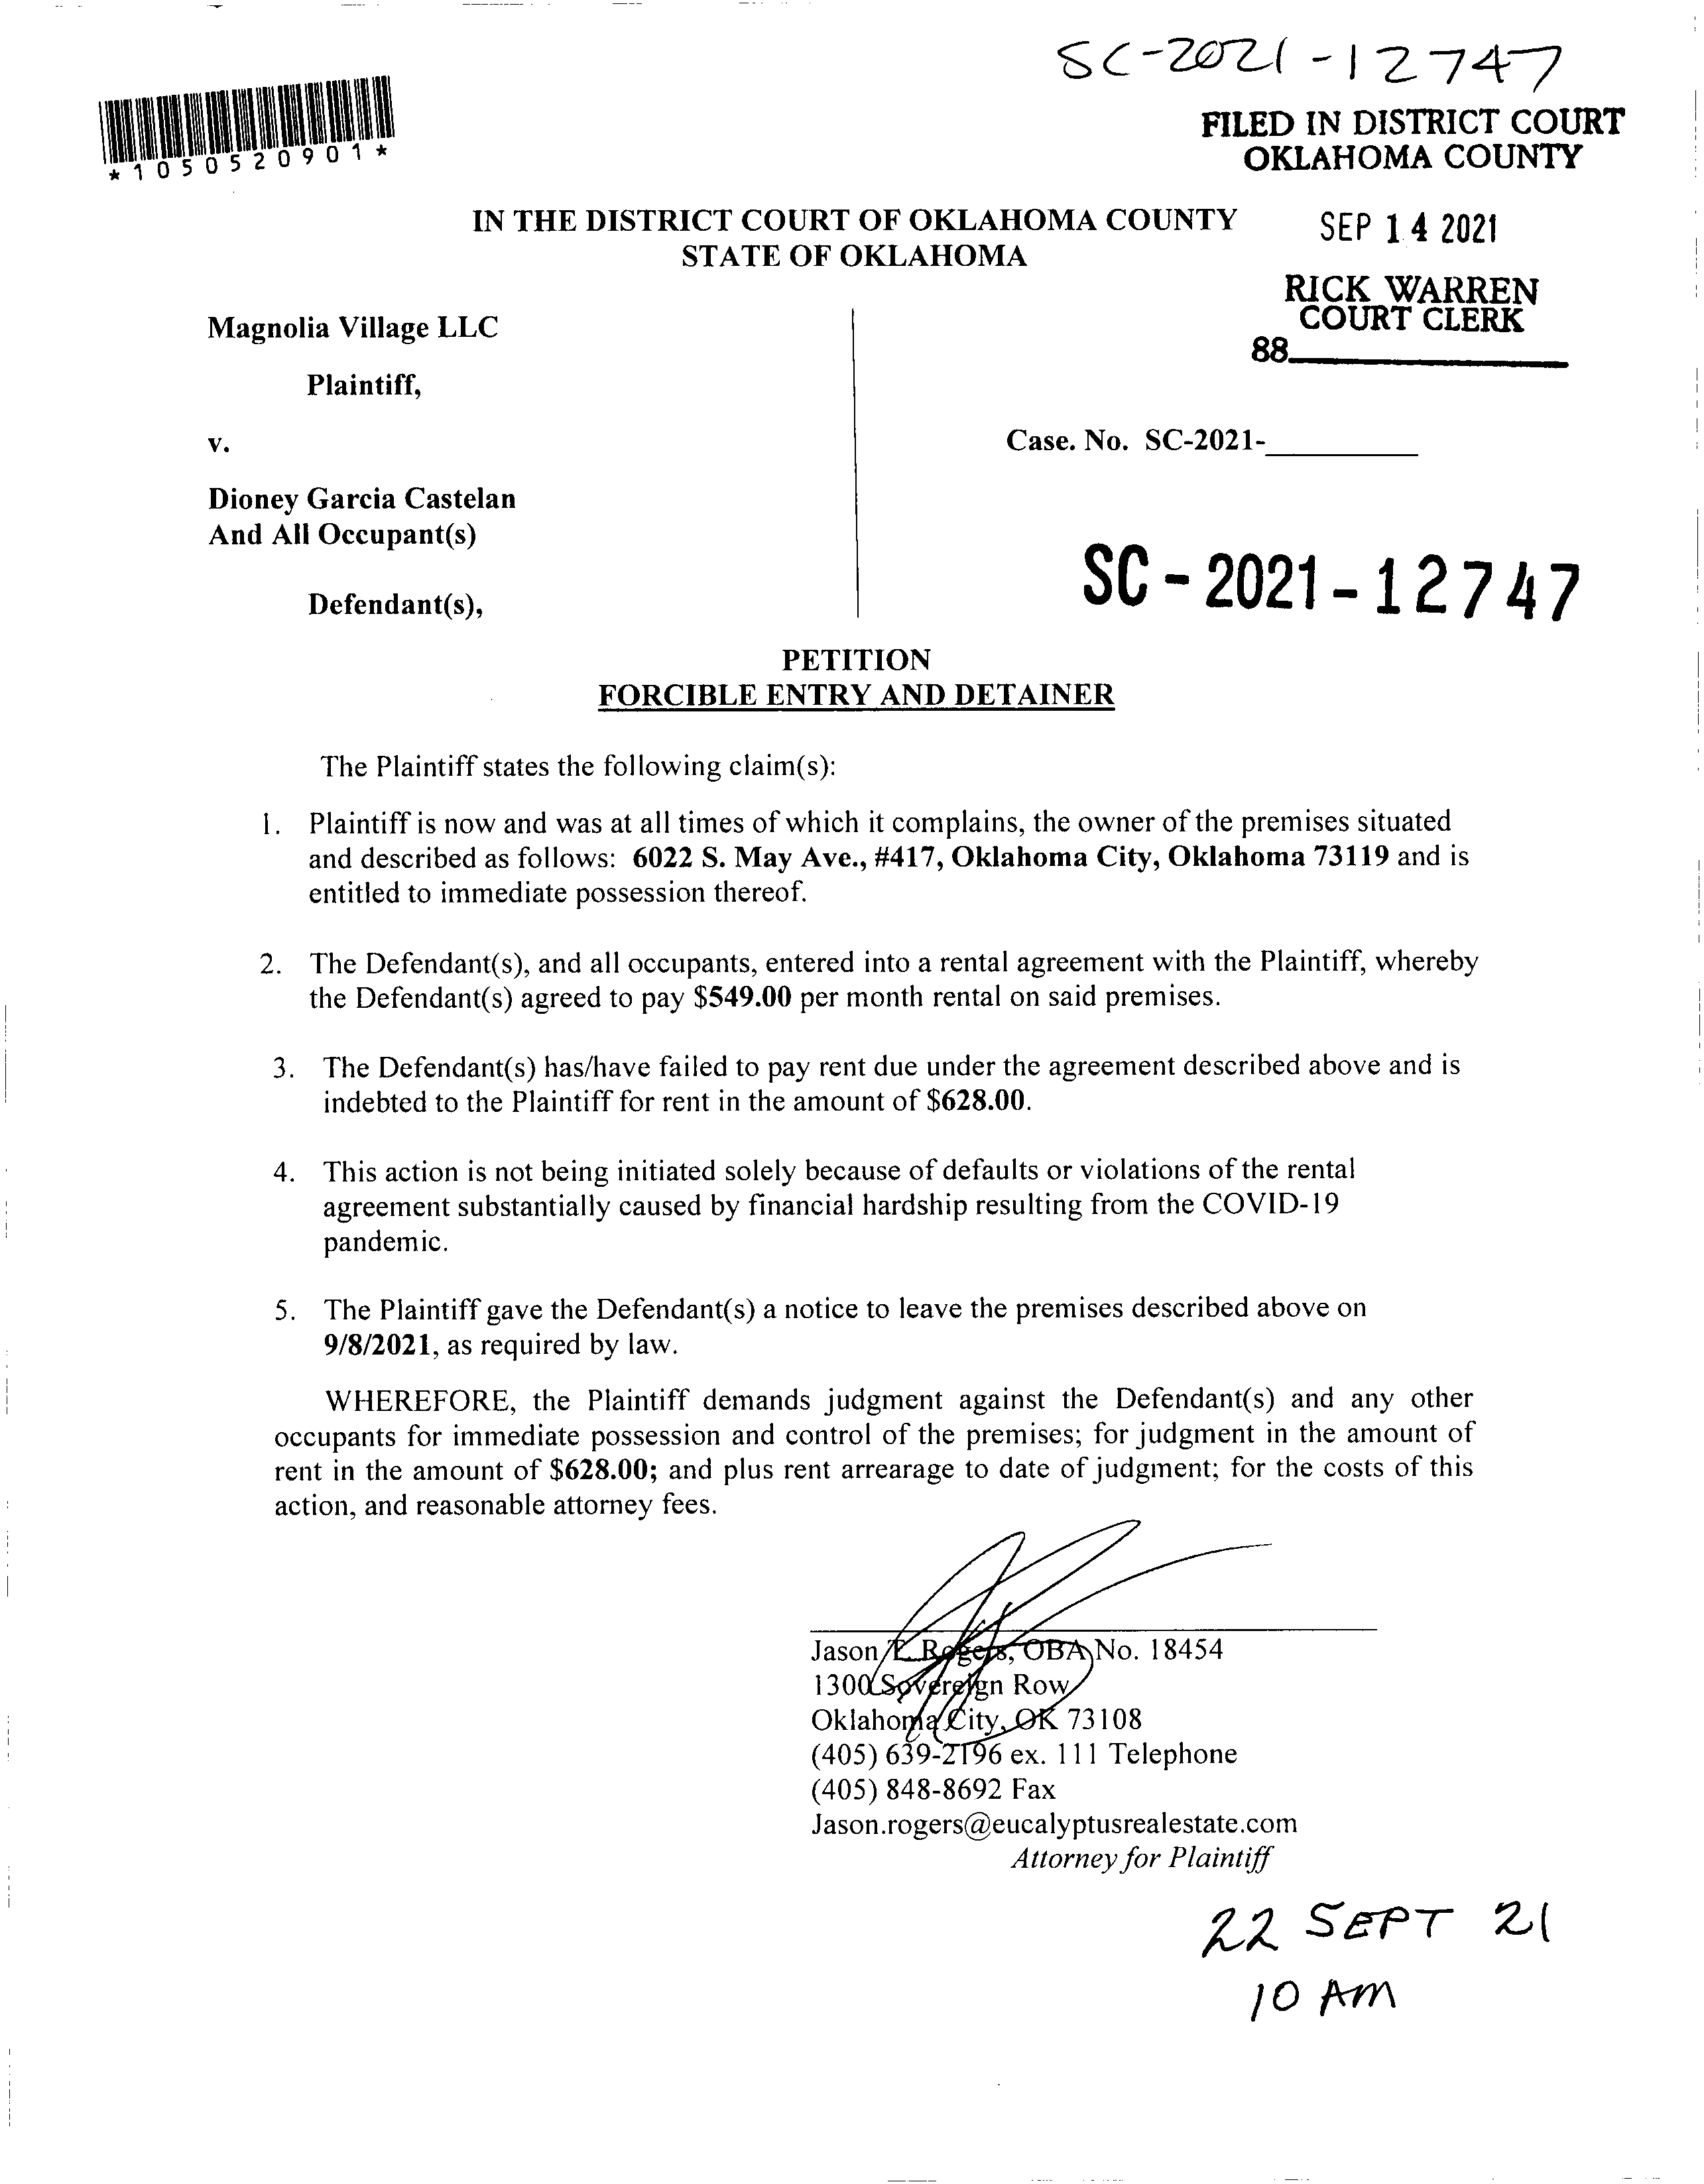 SC-2021-12747
*1050520901*
FILED IN DISTRICT COURT
OKLAHOMA COUNTY
IN THE DISTRICT COURT OF OKLAHOMA COUNTY
STATE OF OKLAHOMA
SEP 14 2021
RICK WARREN
COURT CLERK
88
Magnolia Village LLC
Plaintiff,
v.
Case. No. SC-2021-
Dioney Garcia Castelan
And All Occupant(s)
SC-2021-12747
Defendant(s),
PETITION
FORCIBLE ENTRY AND DETAINER
The Plaintiff states the following claim(s):
1. Plaintiff is now and was at all times of which it complains, the owner of the premises situated
and described as follows: 6022 S. May Ave., #417, Oklahoma City, Oklahoma 73119 and is
entitled to immediate possession thereof.
2. The Defendant(s), and all occupants, entered into a rental agreement with the Plaintiff, whereby
the Defendant(s) agreed to pay $549.00 per month rental on said premises.
3. The Defendant(s) has/have failed to pay rent due under the agreement described above and is
indebted to the Plaintiff for rent in the amount of $628.00.
4. This action is not being initiated solely because of defaults or violations of the rental
agreement substantially caused by financial hardship resulting from the COVID-19
pandemic.
5. The Plaintiff gave the Defendant(s) a notice to leave the premises described above on
9/8/2021, as required by law.
WHEREFORE, the Plaintiff demands judgment against the Defendant(s) and any other
occupants for immediate possession and control of the premises; for judgment in the amount of
rent in the amount of $628.00; and plus rent arrearage to date of judgment; for the costs of this
action, and reasonable attorney fees.
Jason Rogers, OBA No. 18454
1300 Sovereign Row
Oklahoma City, OK 73108
(405) 639-2196 ex. 111 Telephone
(405) 848-8692 Fax
Jason.rogers@eucalyptusrealestate.com
Attorney for Plaintiff
22 SEPT 21
10 AM